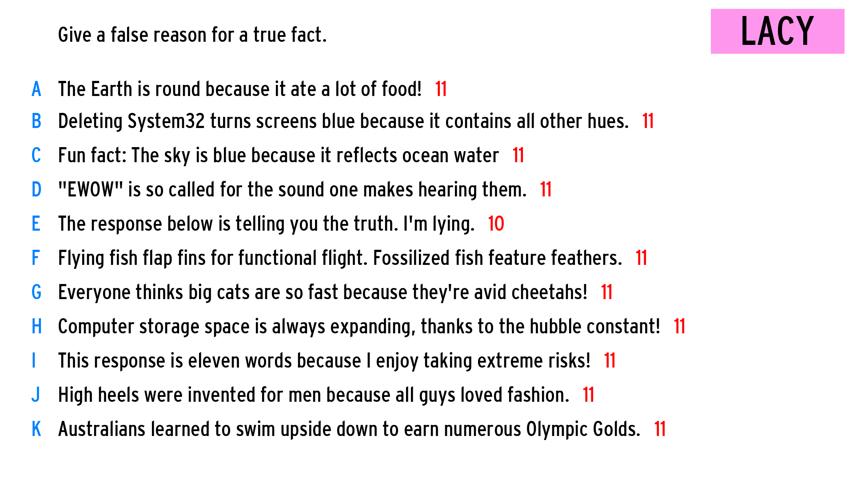 Give a false reason for a true fact.
LACY
A The Earth is round because it ate a lot of food! 11
B Deleting System32 turns screens blue because it contains all other hues. 11
C Fun fact: The sky is blue because it reflects ocean water 11
D "EWOW" is so called for the sound one makes hearing them. 11
E The response below is telling you the truth. I'm lying. 10
F Flying fish flap fins for functional flight. Fossilized fish feature feathers. 11
G Everyone thinks big cats are so fast because they're avid cheetahs! 11
H Computer storage space is always expanding, thanks to the hubble constant! 11
I This response is eleven words because I enjoy taking extreme risks! 11
J High heels were invented for men because all guys loved fashion. 11
K Australians learned to swim upside down to earn numerous Olympic Golds. 11